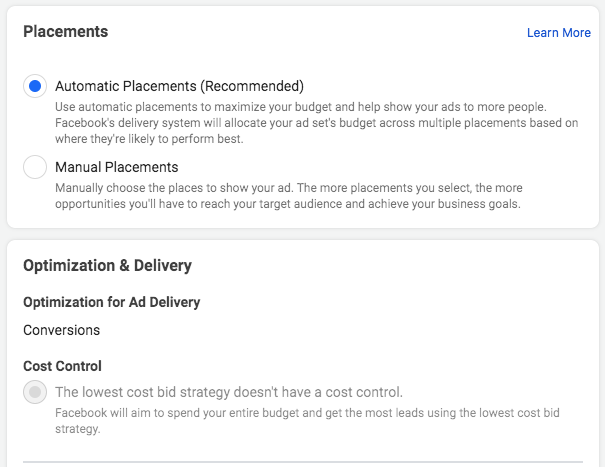 Placements
Learn More
Automatic Placements (Recommended)
Use automatic placements to maximize your budget and help show your ads to more people.
Facebook's delivery system will allocate your ad set's budget across multiple placements based on
where they're likely to perform best.
Manual Placements
Manually choose the places to show your ad. The more placements you select, the more
opportunities you'll have to reach your target audience and achieve your business goals.
Optimization & Delivery
Optimization for Ad Delivery
Conversions
Cost Control
The lowest cost bid strategy doesn't have a cost control.
Facebook will aim to spend your entire budget and get the most leads using the lowest cost bid
strategy.